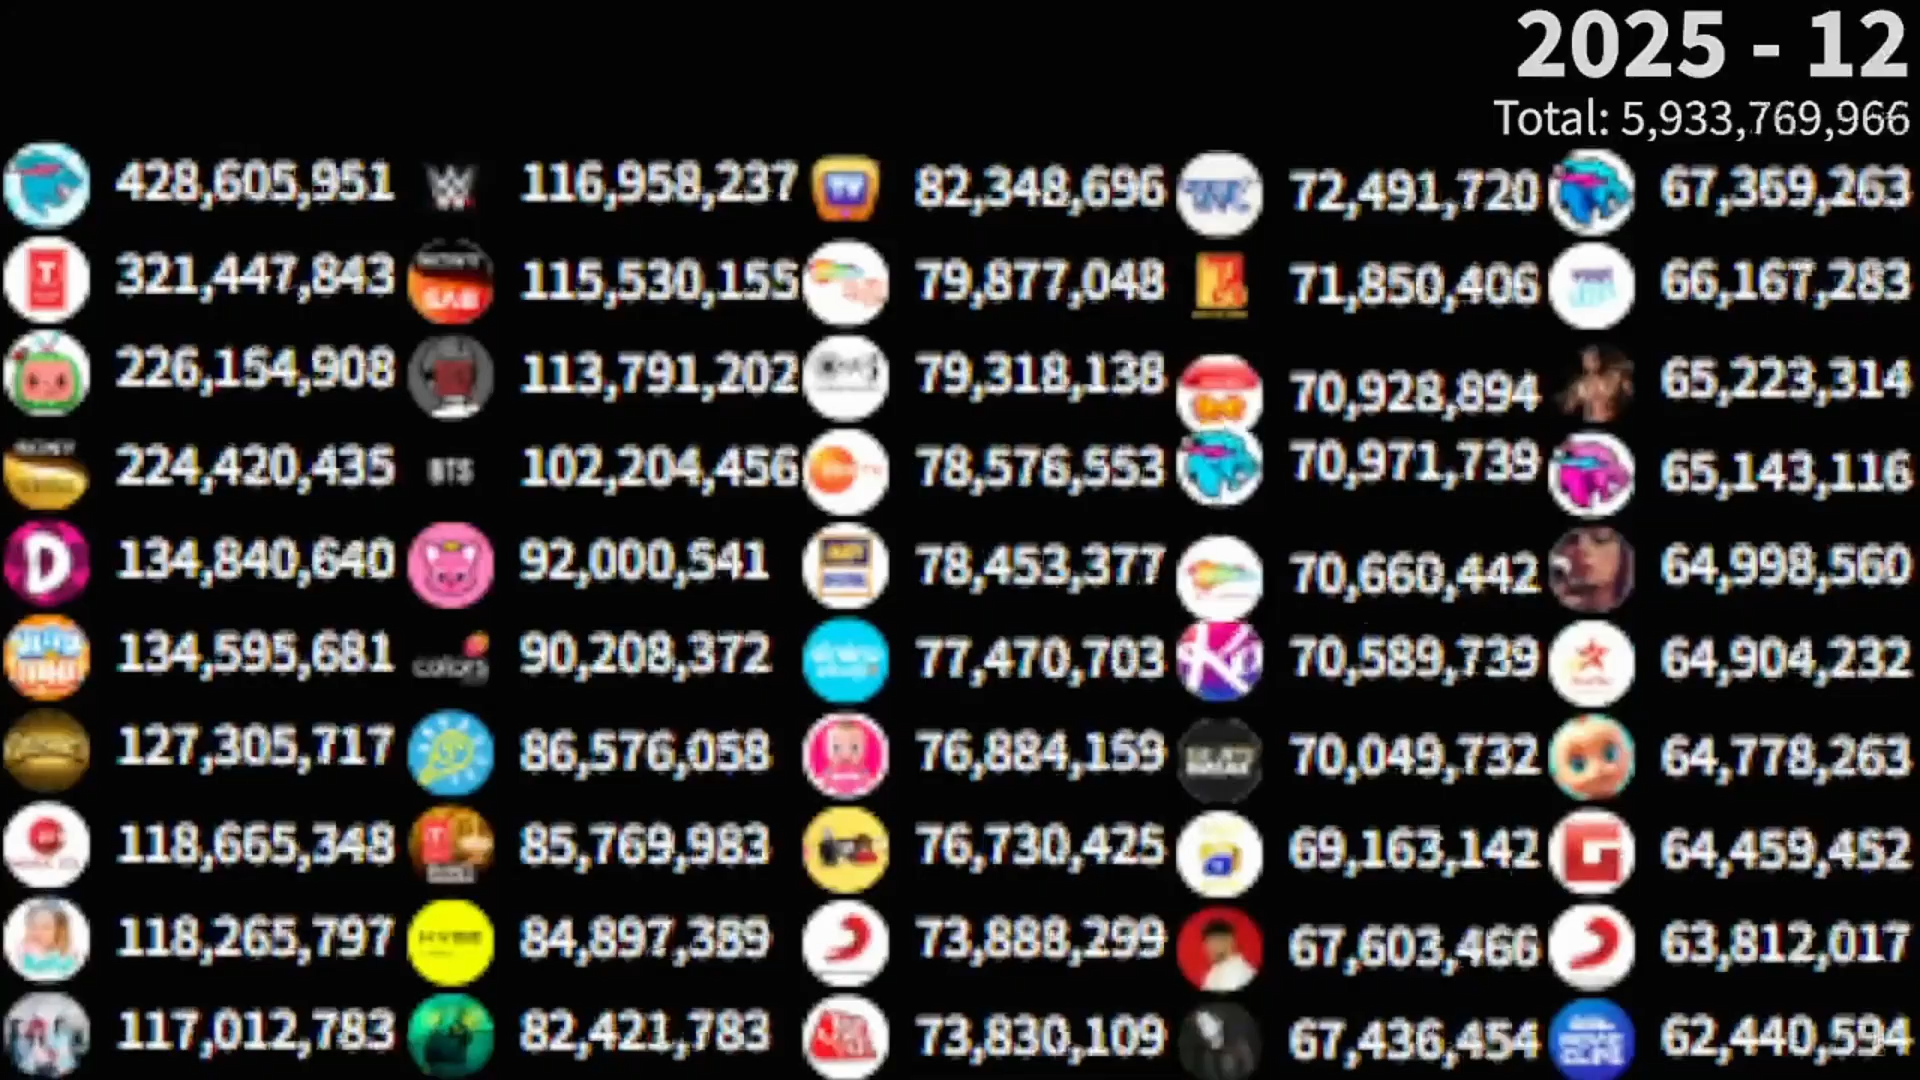 2025 - 12
Total: 5,933,769,966
428,605,951 116,958,237 82,348,696 72,491,720 67,369,263
321,447,843 115,530,155 79,877,048 71,850,406 66,167,283
226,154,908 113,791,202 79,318,138 70,928,894 65,223,314
224,420,435 BTS 102,204,456 78,576,553 70,971,739 65,143,116
134,840,640 92,000,541 78,453,377 70,660,442 64,998,560
134,595,681 colors 90,208,372 77,470,703 70,589,739 64,904,232
127,305,717 86,576,058 76,884,159 70,049,732 64,778,263
118,665,348 85,769,983 76,730,425 69,163,142 64,459,452
118,265,797 84,897,389 73,888,299 67,603,466 63,812,017
117,012,783 82,421,783 73,830,109 67,436,454 62,440,594